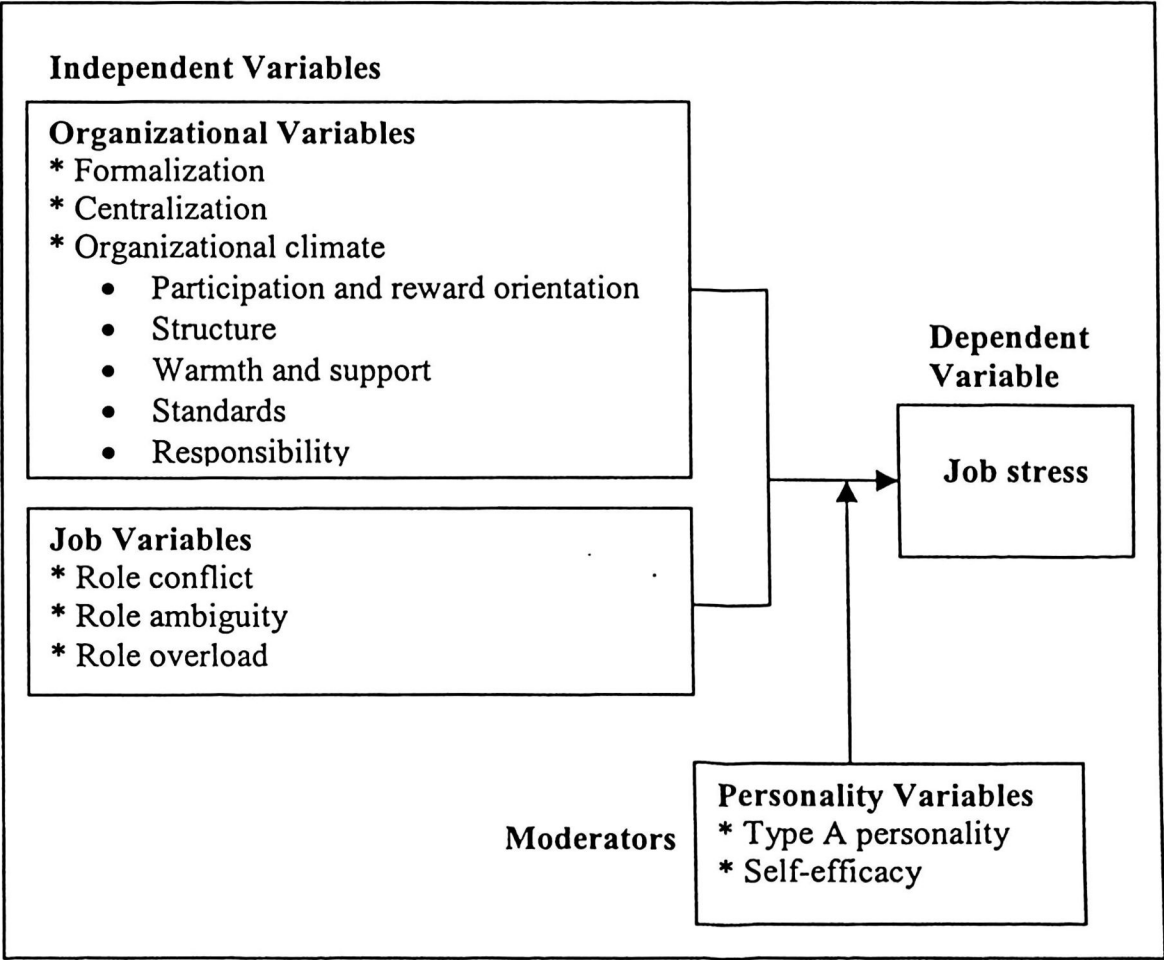 Independent Variables
Organizational Variables
* Formalization
* Centralization
* Organizational climate
• Participation and reward orientation
• Structure
• Warmth and support
• Standards
• Responsibility
Job Variables
* Role conflict
* Role ambiguity
* Role overload
Dependent
Variable
Job stress
Moderators
Personality Variables
* Type A personality
* Self-efficacy